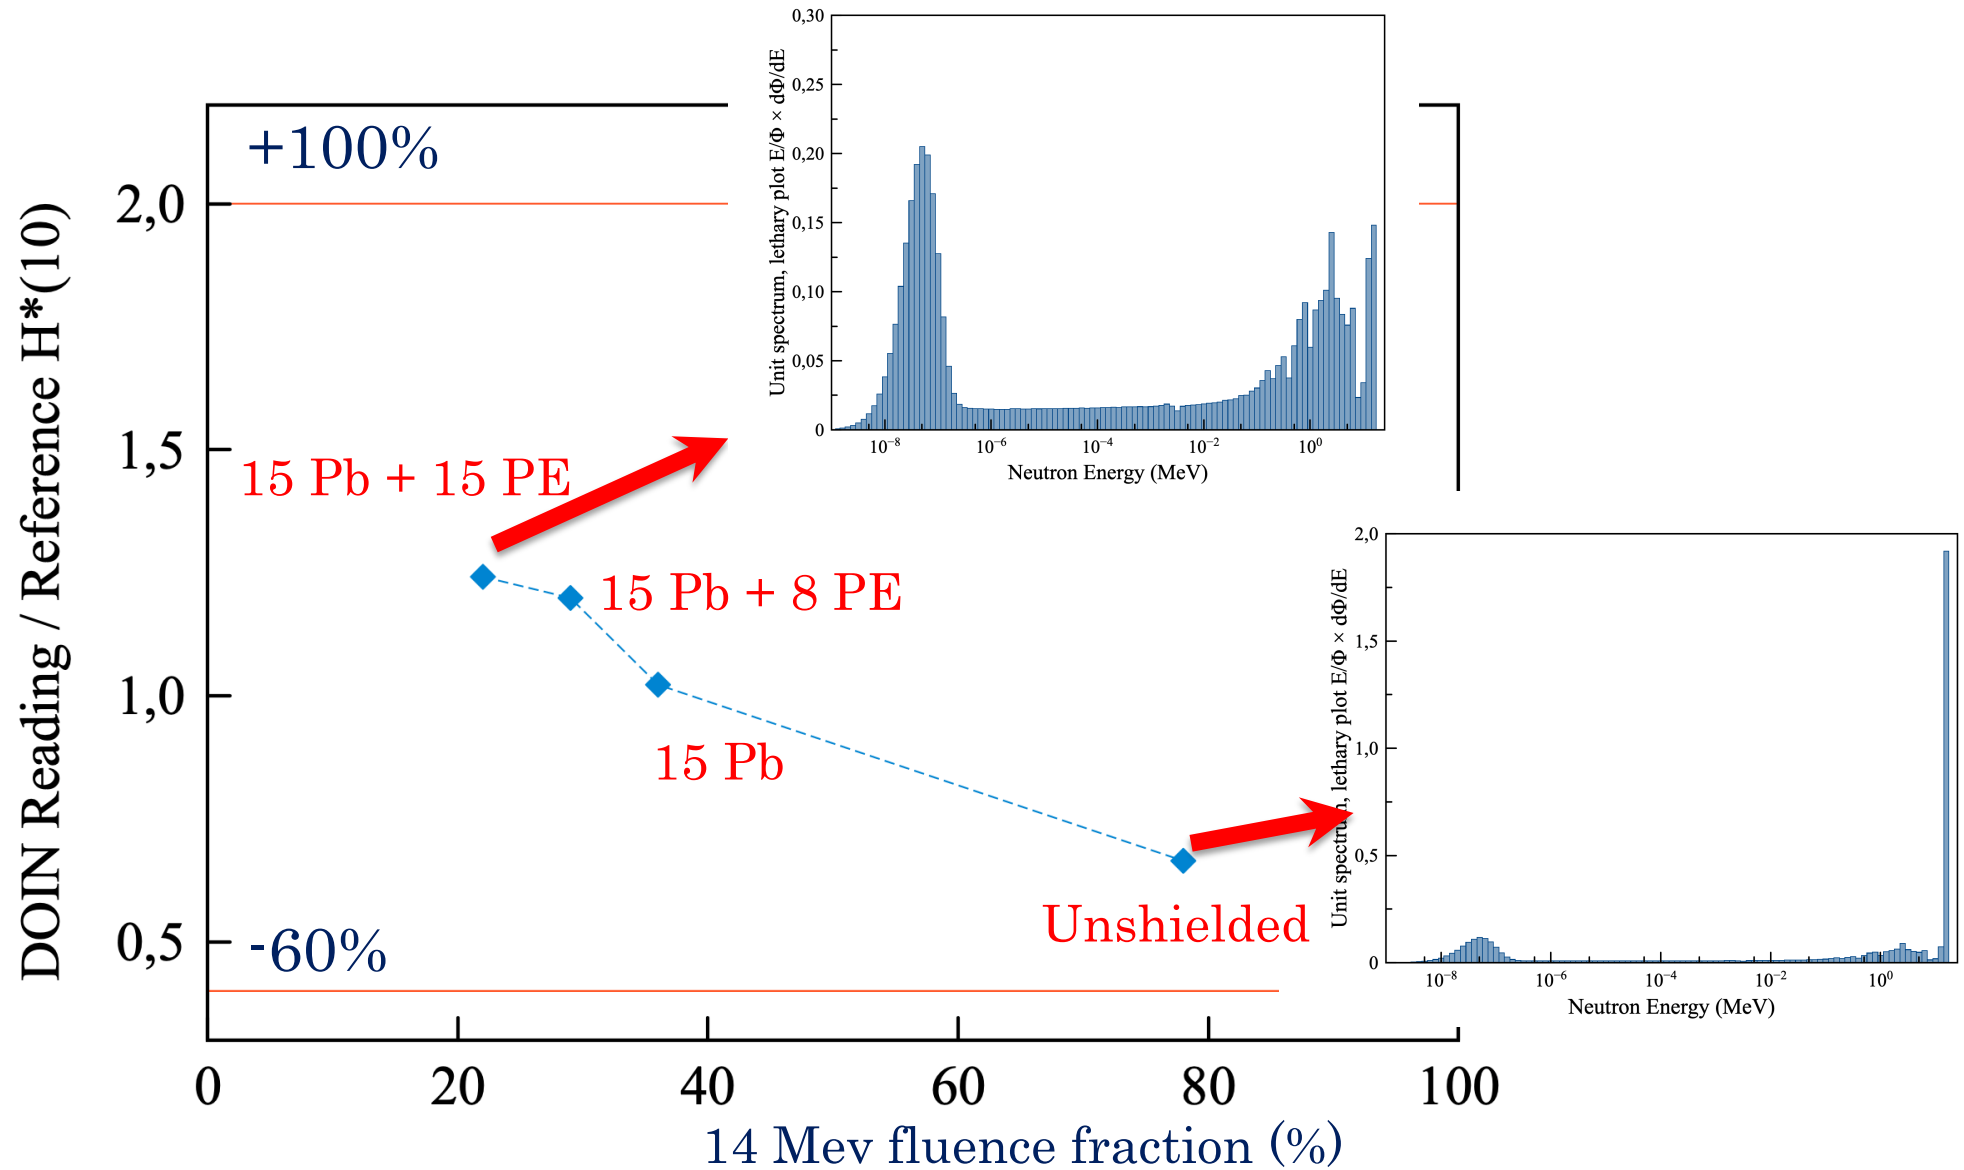 0,30
0,25
0,20
0,15
0,10
0,05
0
Unit spectrum, lethary plot E/Φ × dΦ/dE
10⁻⁸ 10⁻⁶ 10⁻⁴ 10⁻² 10⁰
Neutron Energy (MeV)
+100%
2,0
1,5
1,0
0,5
DOIN Reading / Reference H*(10)
15 Pb + 15 PE
15 Pb + 8 PE
15 Pb
Unshielded
-60%
2,0
1,5
1,0
0,5
0
Unit spectrum, lethary plot E/Φ × dΦ/dE
10⁻⁸ 10⁻⁶ 10⁻⁴ 10⁻² 10⁰
Neutron Energy (MeV)
0 20 40 60 80 100
14 Mev fluence fraction (%)